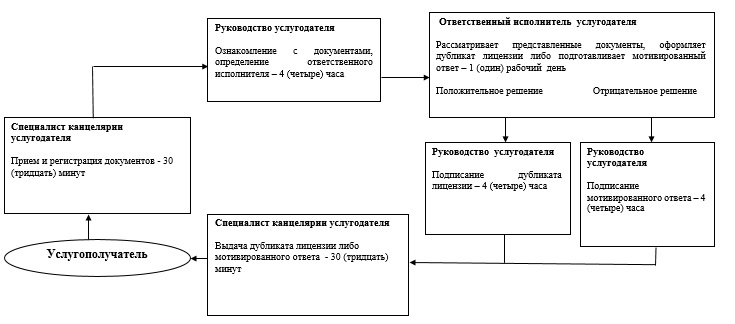 Руководство услугодателя
Ознакомление с документами,
определение ответственного
исполнителя – 4 (четыре) часа
Ответственный исполнитель услугодателя
Рассматривает представленные документы, оформляет
дубликат лицензии либо подготавливает мотивированный
ответ – 1 (один) рабочий день
Положительное решение Отрицательное решение
Специалист канцелярии
услугодателя
Прием и регистрация документов - 30
(тридцать) минут
Руководство услугодателя
Подписание дубликата
лицензии – 4 (четыре) часа
Руководство
услугодателя
Подписание
мотивированного ответа – 4
(четыре) часа
Специалист канцелярии услугодателя
Выдача дубликата лицензии либо
мотивированного ответа - 30 (тридцать)
минут
Услугополучатель